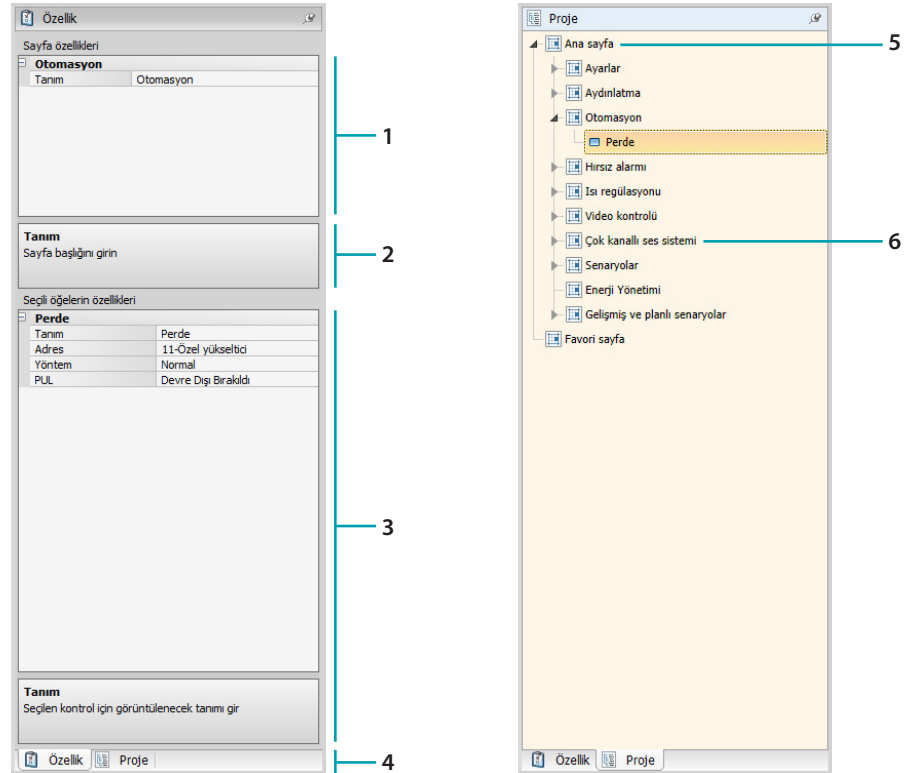 Özellik
Sayfa özellikleri
Otomasyon
Tanım Otomasyon
1
Tanım
Sayfa başlığını girin
2
Seçili öğelerin özellikleri
Perde
Tanım Perde
Adres 11-Özel yükseltici
Yöntem Normal
PUL Devre Dışı Bırakıldı
3
Tanım
Seçilen kontrol için görüntülenecek tanımı gir
Özellik Proje
4
Proje
Ana sayfa
5
Ayarlar
Aydınlatma
Otomasyon
Perde
Hırsız alarmı
Isı regülasyonu
Video kontrolü
Çok kanallı ses sistemi
6
Senaryolar
Enerji Yönetimi
Gelişmiş ve planlı senaryolar
Favori sayfa
Özellik Proje